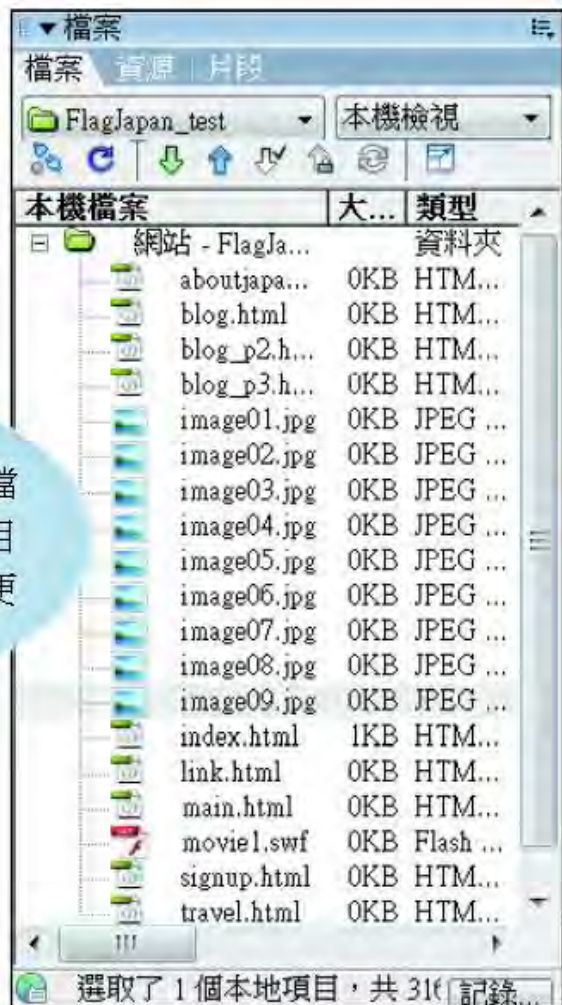 檔案
檔案 資源 片段
FlagJapan_test 本機檢視
本機檔案 大... 類型
網站 - FlagJa... 資料夾
aboutjapa... 0KB HTM...
blog.html 0KB HTM...
blog_p2.h... 0KB HTM...
blog_p3.h... 0KB HTM...
image01.jpg 0KB JPEG ...
image02.jpg 0KB JPEG ...
image03.jpg 0KB JPEG ...
image04.jpg 0KB JPEG ...
image05.jpg 0KB JPEG ...
image06.jpg 0KB JPEG ...
image07.jpg 0KB JPEG ...
image08.jpg 0KB JPEG ...
image09.jpg 0KB JPEG ...
index.html 1KB HTM...
link.html 0KB HTM...
main.html 0KB HTM...
movie1.swf 0KB Flash ...
signup.html 0KB HTM...
travel.html 0KB HTM...
選取了 1 個本地項目，共 316 記錄...
檔
更